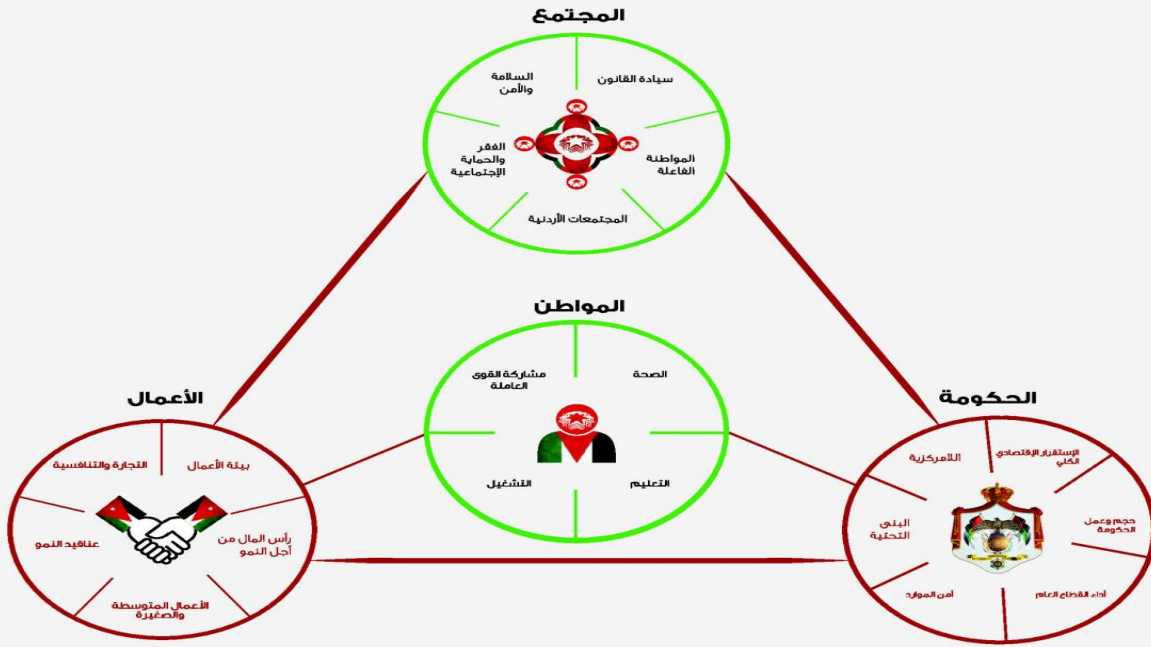 المجتمع
سيادة القانون
السلامة
والأمن
المواطنة
الفاعلة
الفقر
والحماية
الإجتماعية
المجتمعات الأردنية
المواطن
الصحة
مشاركة القوى
العاملة
التعليم
التشغيل
الحكومة
الإستقرار الإقتصادي
الكلي
اللامركزية
حجم وعمل
الحكومة
البنى
التحتية
أداء القطاع العام
أمن الموارد
الأعمال
بيئة الأعمال
التجارة والتنافسية
رأس المال من
أجل النمو
عناقيد النمو
الأعمال المتوسطة
والصغيرة